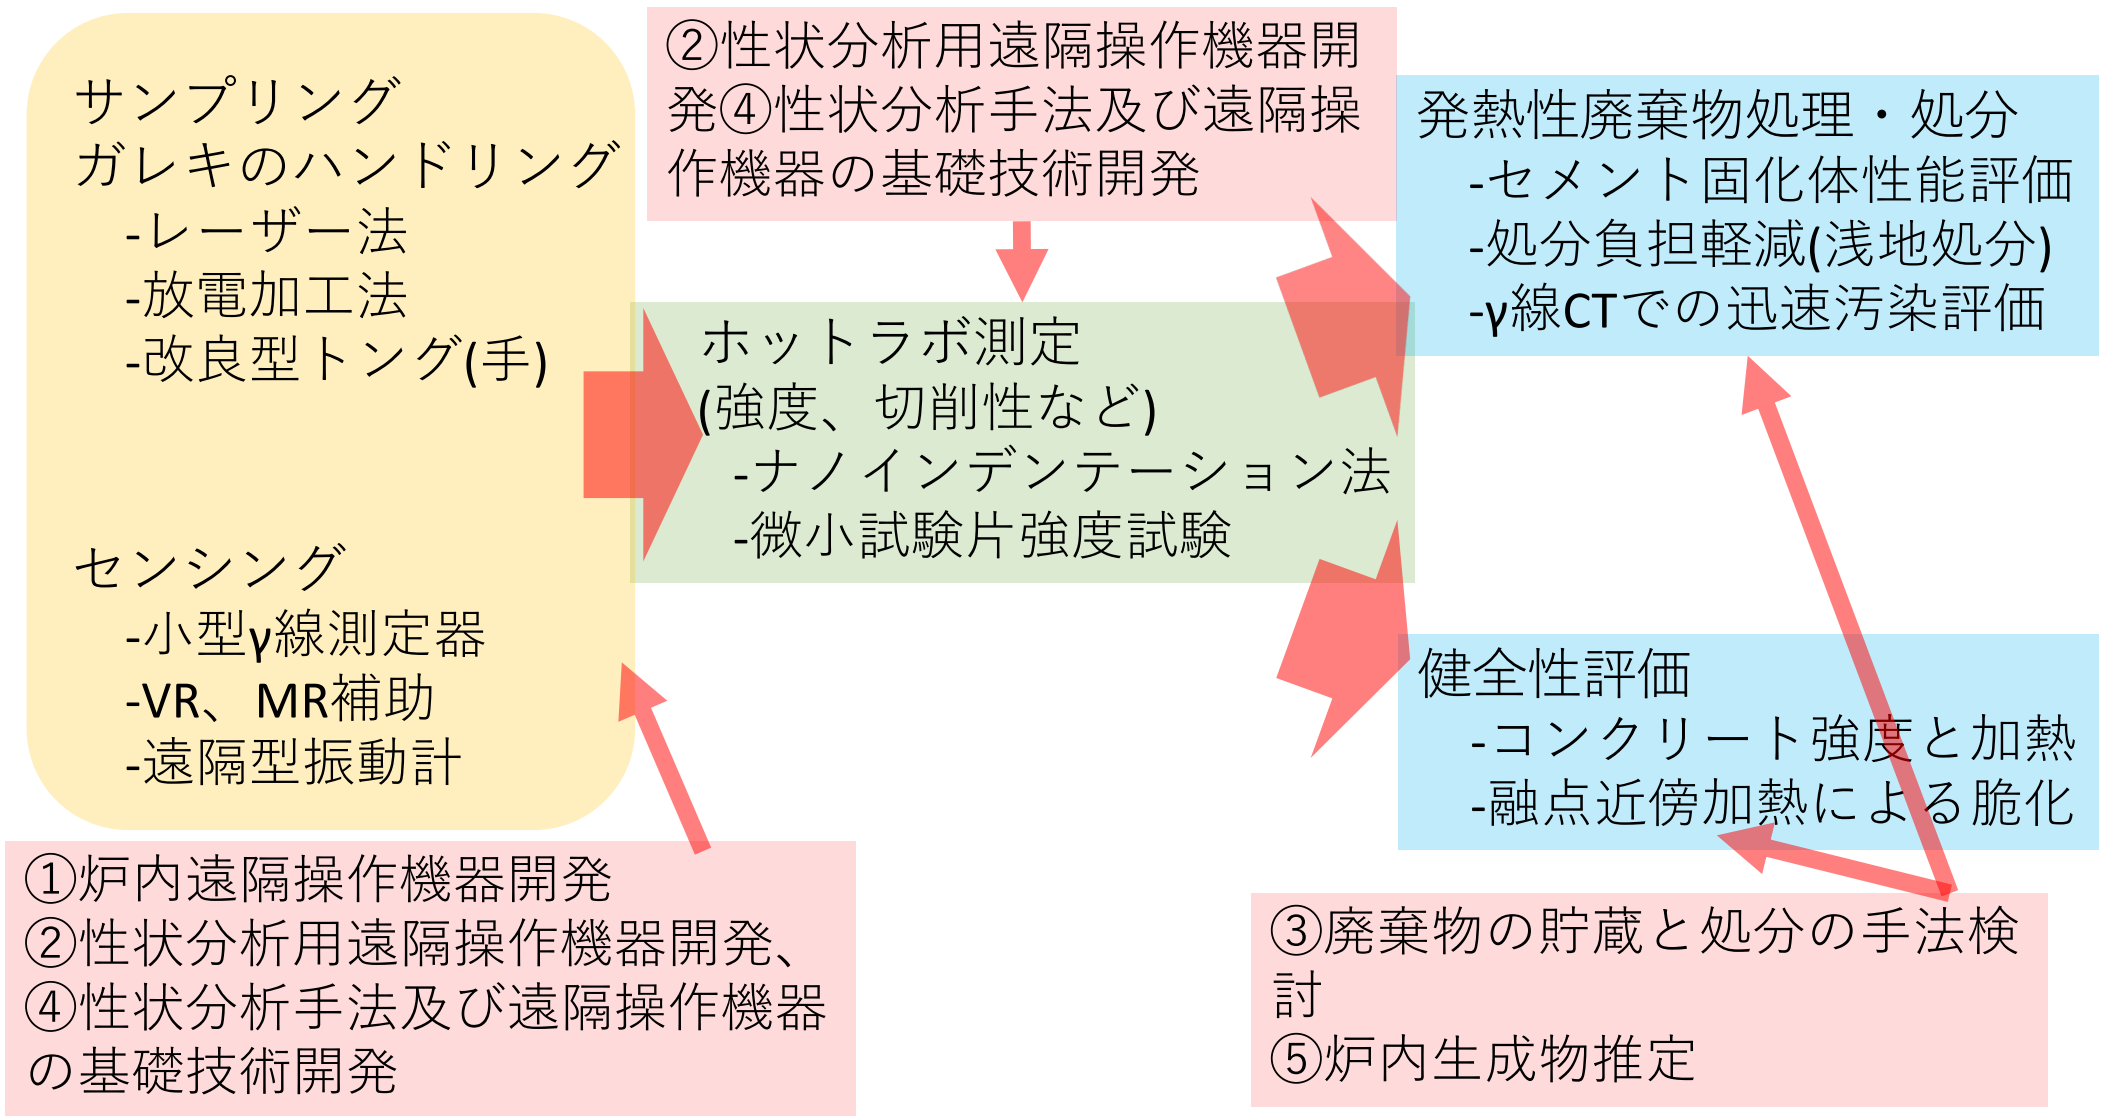 サンプリング
ガレキのハンドリング
-レーザー法
-放電加工法
-改良型トング(手)
センシング
-小型γ線測定器
-VR、MR補助
-遠隔型振動計
②性状分析用遠隔操作機器開
発④性状分析手法及び遠隔操
作機器の基礎技術開発
ホットラボ測定
(強度、切削性など)
-ナノインデンテーション法
-微小試験片強度試験
発熱性廃棄物処理・処分
-セメント固化体性能評価
-処分負担軽減(浅地処分)
-γ線CTでの迅速汚染評価
健全性評価
-コンクリート強度と加熱
-融点近傍加熱による脆化
①炉内遠隔操作機器開発
②性状分析用遠隔操作機器開発、
④性状分析手法及び遠隔操作機器
の基礎技術開発
③廃棄物の貯蔵と処分の手法検
討
⑤炉内生成物推定